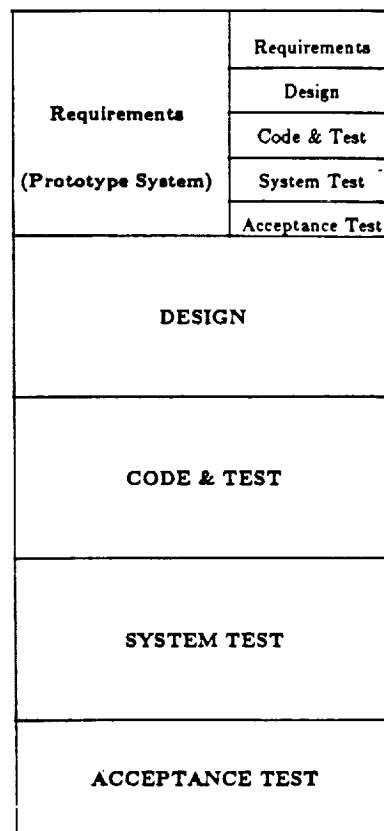 Requirements
(Prototype System)
Requirements
Design
Code & Test
System Test
Acceptance Test
DESIGN
CODE & TEST
SYSTEM TEST
ACCEPTANCE TEST